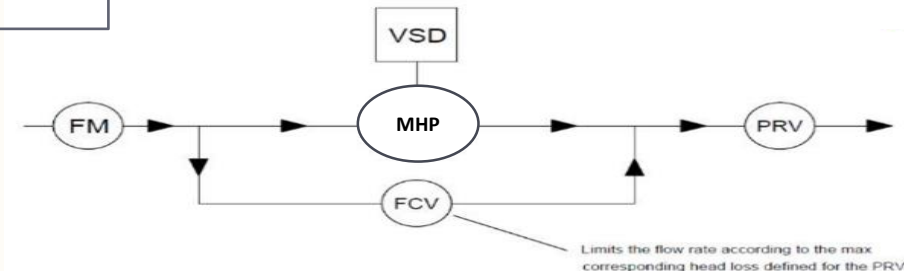 VSD
FM
MHP
PRV
FCV
Limits the flow rate according to the max
corresponding head loss defined for the PRV